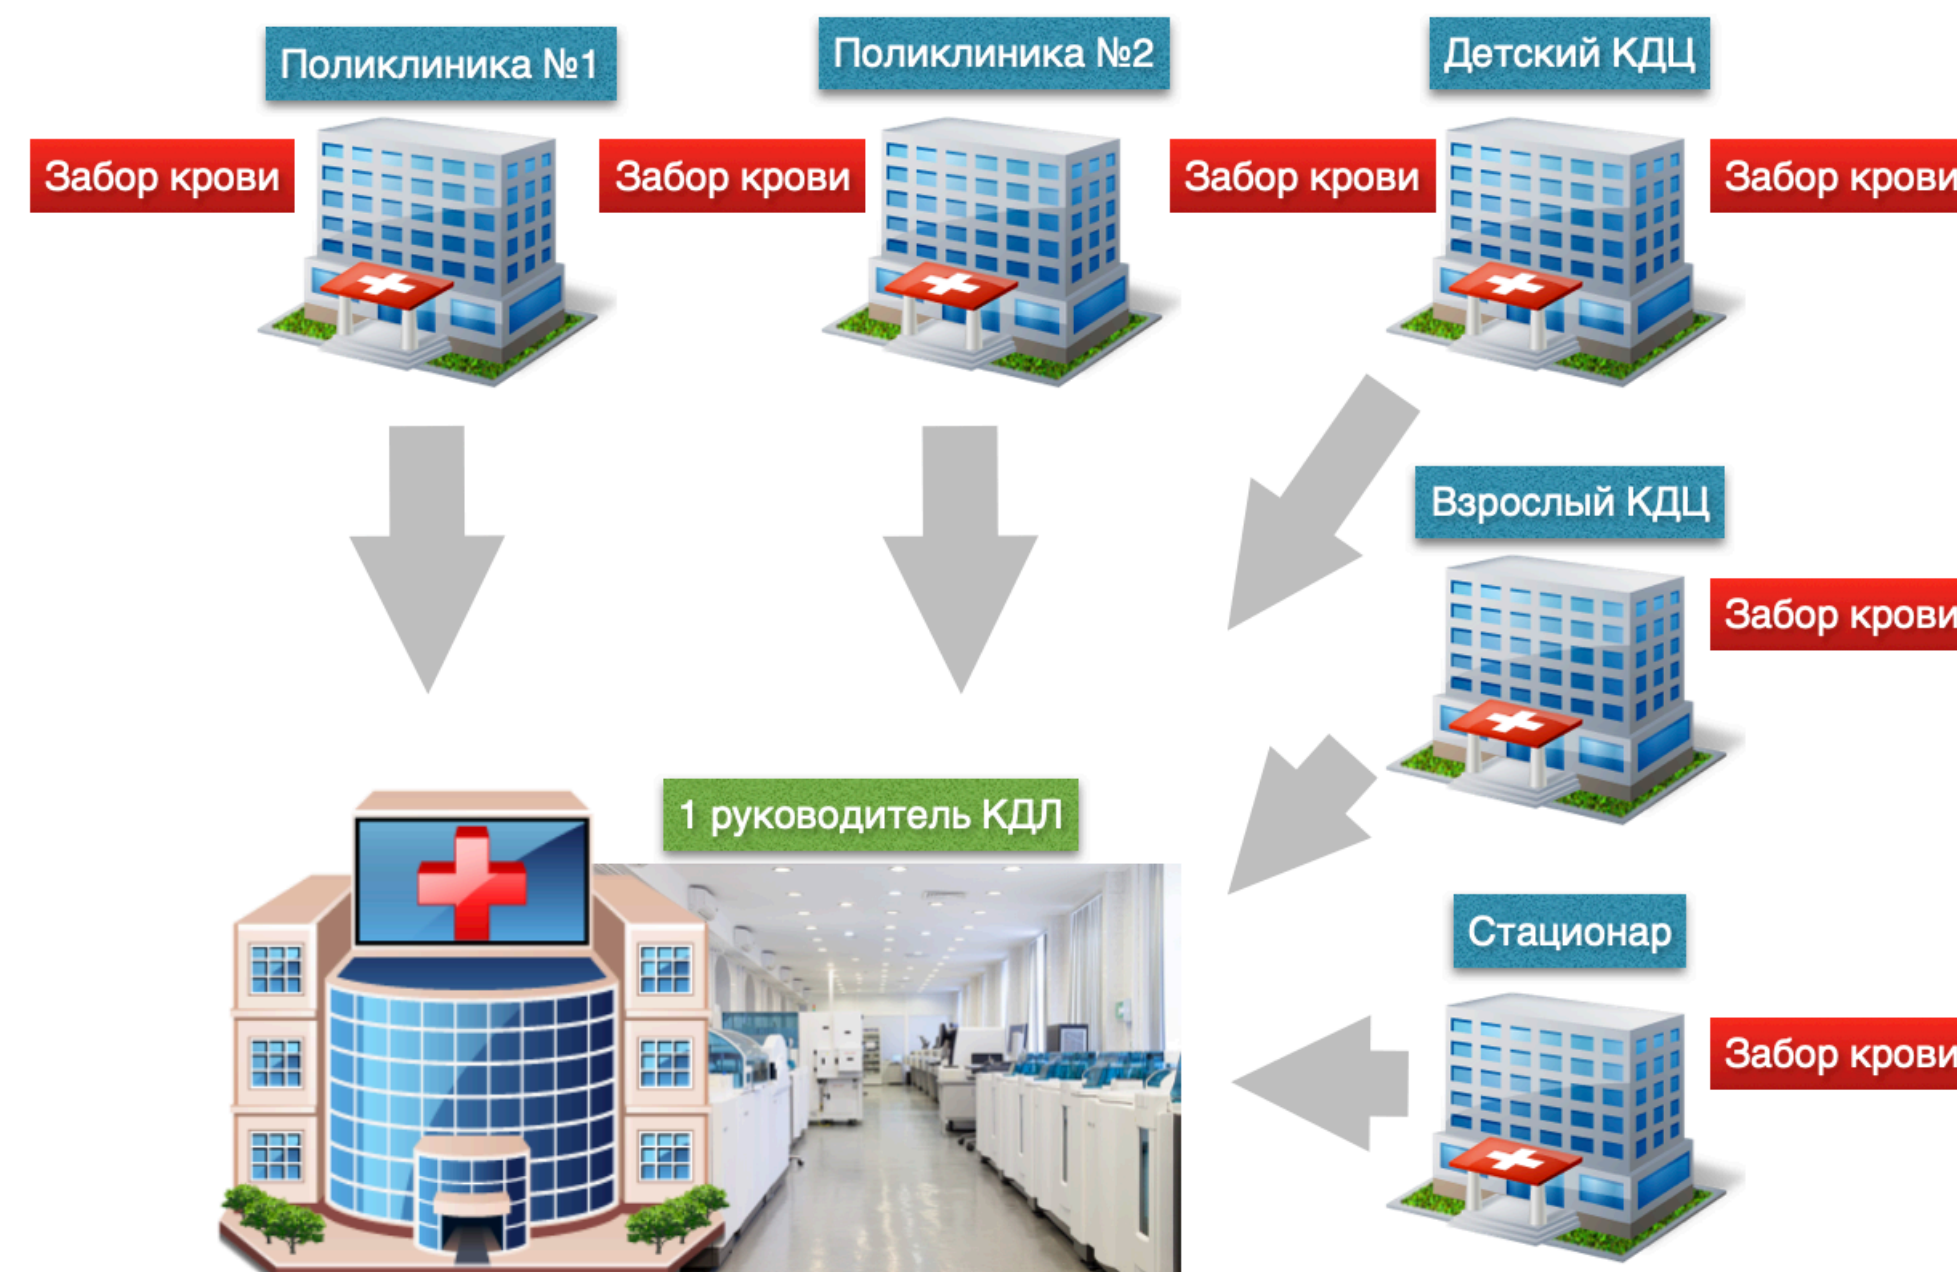 Поликлиника №1
Поликлиника №2
Детский КДЦ
Забор крови
Забор крови
Забор крови
Забор крови
Взрослый КДЦ
Забор крови
1 руководитель КДЛ
Стационар
Забор крови